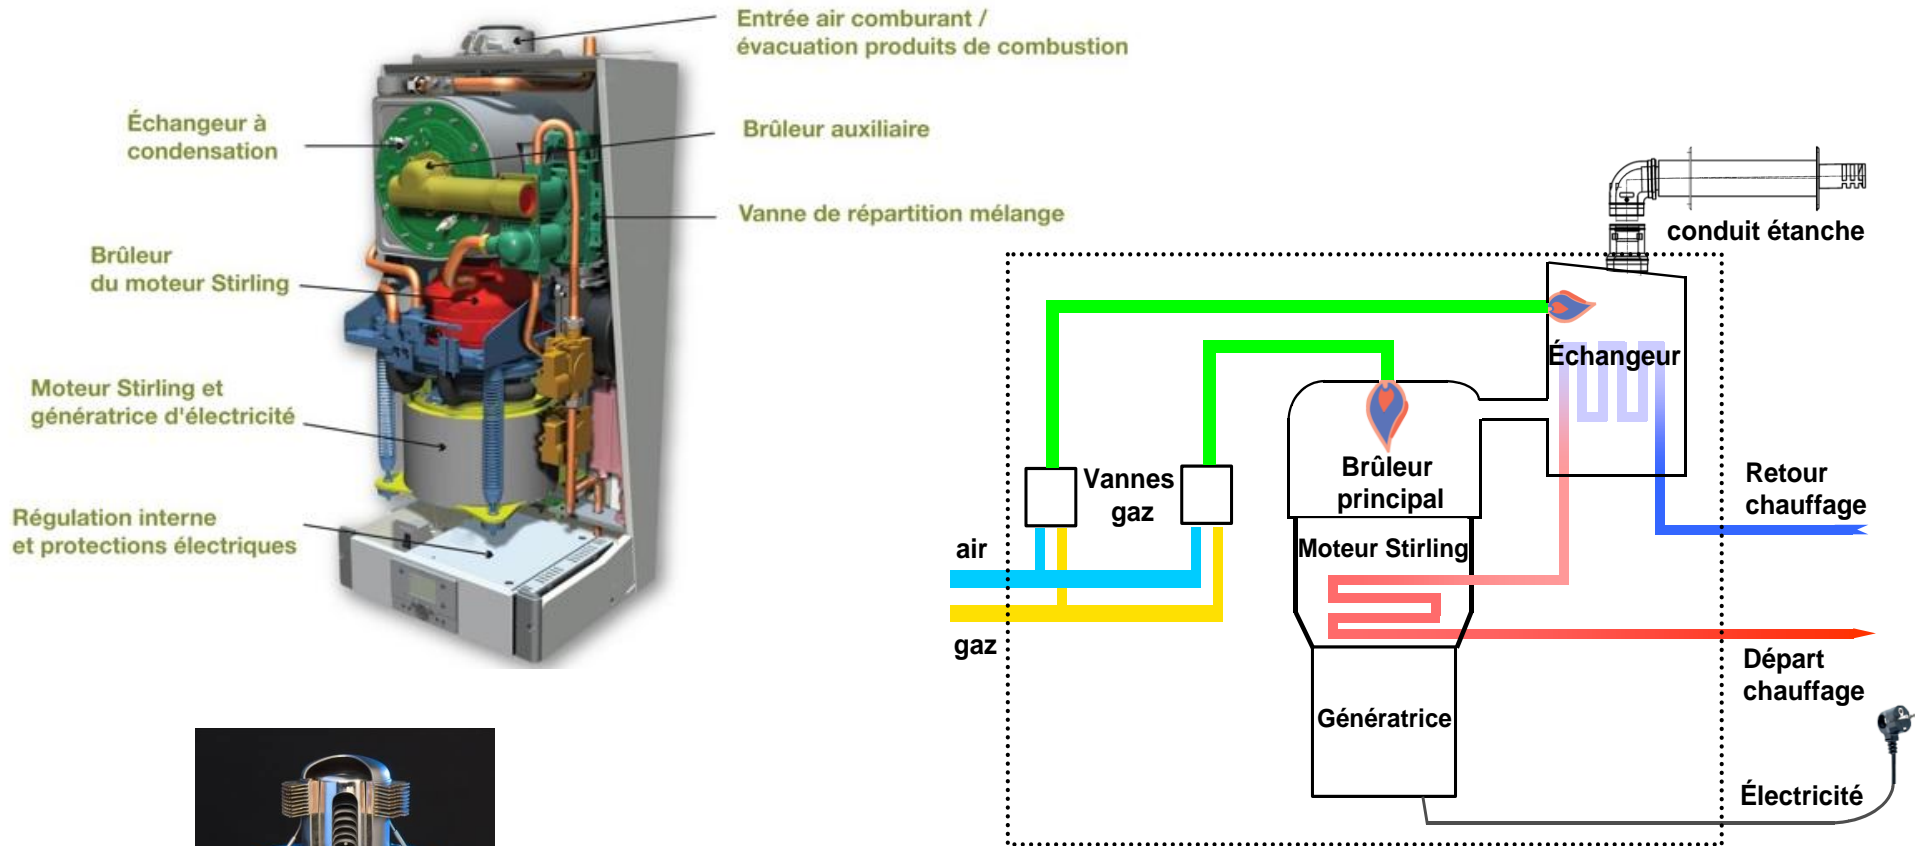 Entrée air comburant /
évacuation produits de combustion
Échangeur à
condensation
Brûleur auxiliaire
Vanne de répartition mélange
Brûleur
du moteur Stirling
Moteur Stirling et
génératrice d'électricité
Régulation interne
et protections électriques
conduit étanche
Échangeur
Brûleur
principal
Vannes
gaz
Retour
chauffage
air
Moteur Stirling
gaz
Départ
chauffage
Génératrice
Électricité